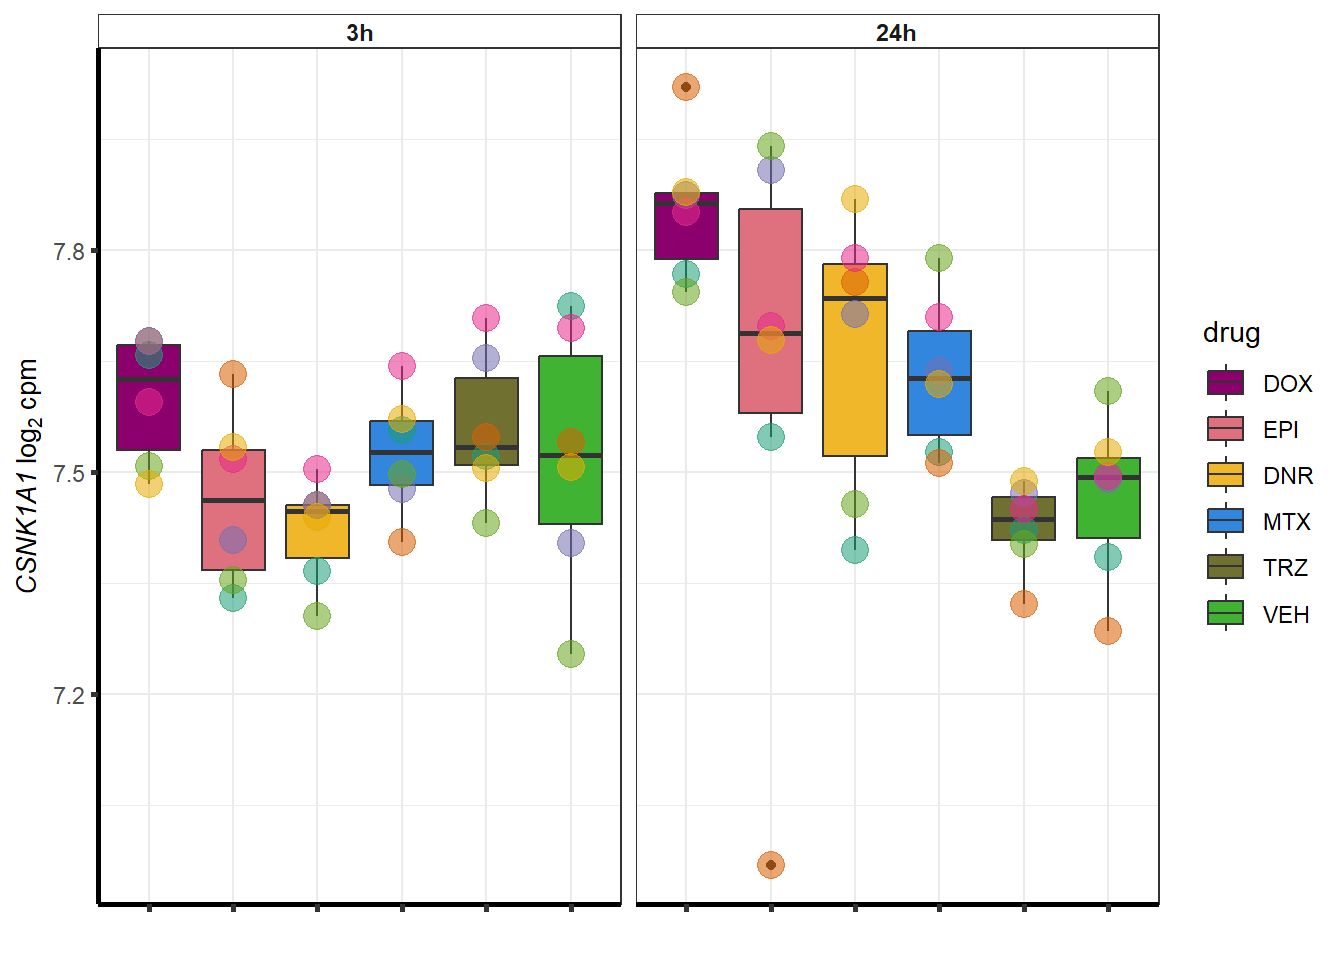 3h
24h
7.8
7.5
7.2
CSNK1A1 log₂ cpm
drug
DOX
EPI
DNR
MTX
TRZ
VEH